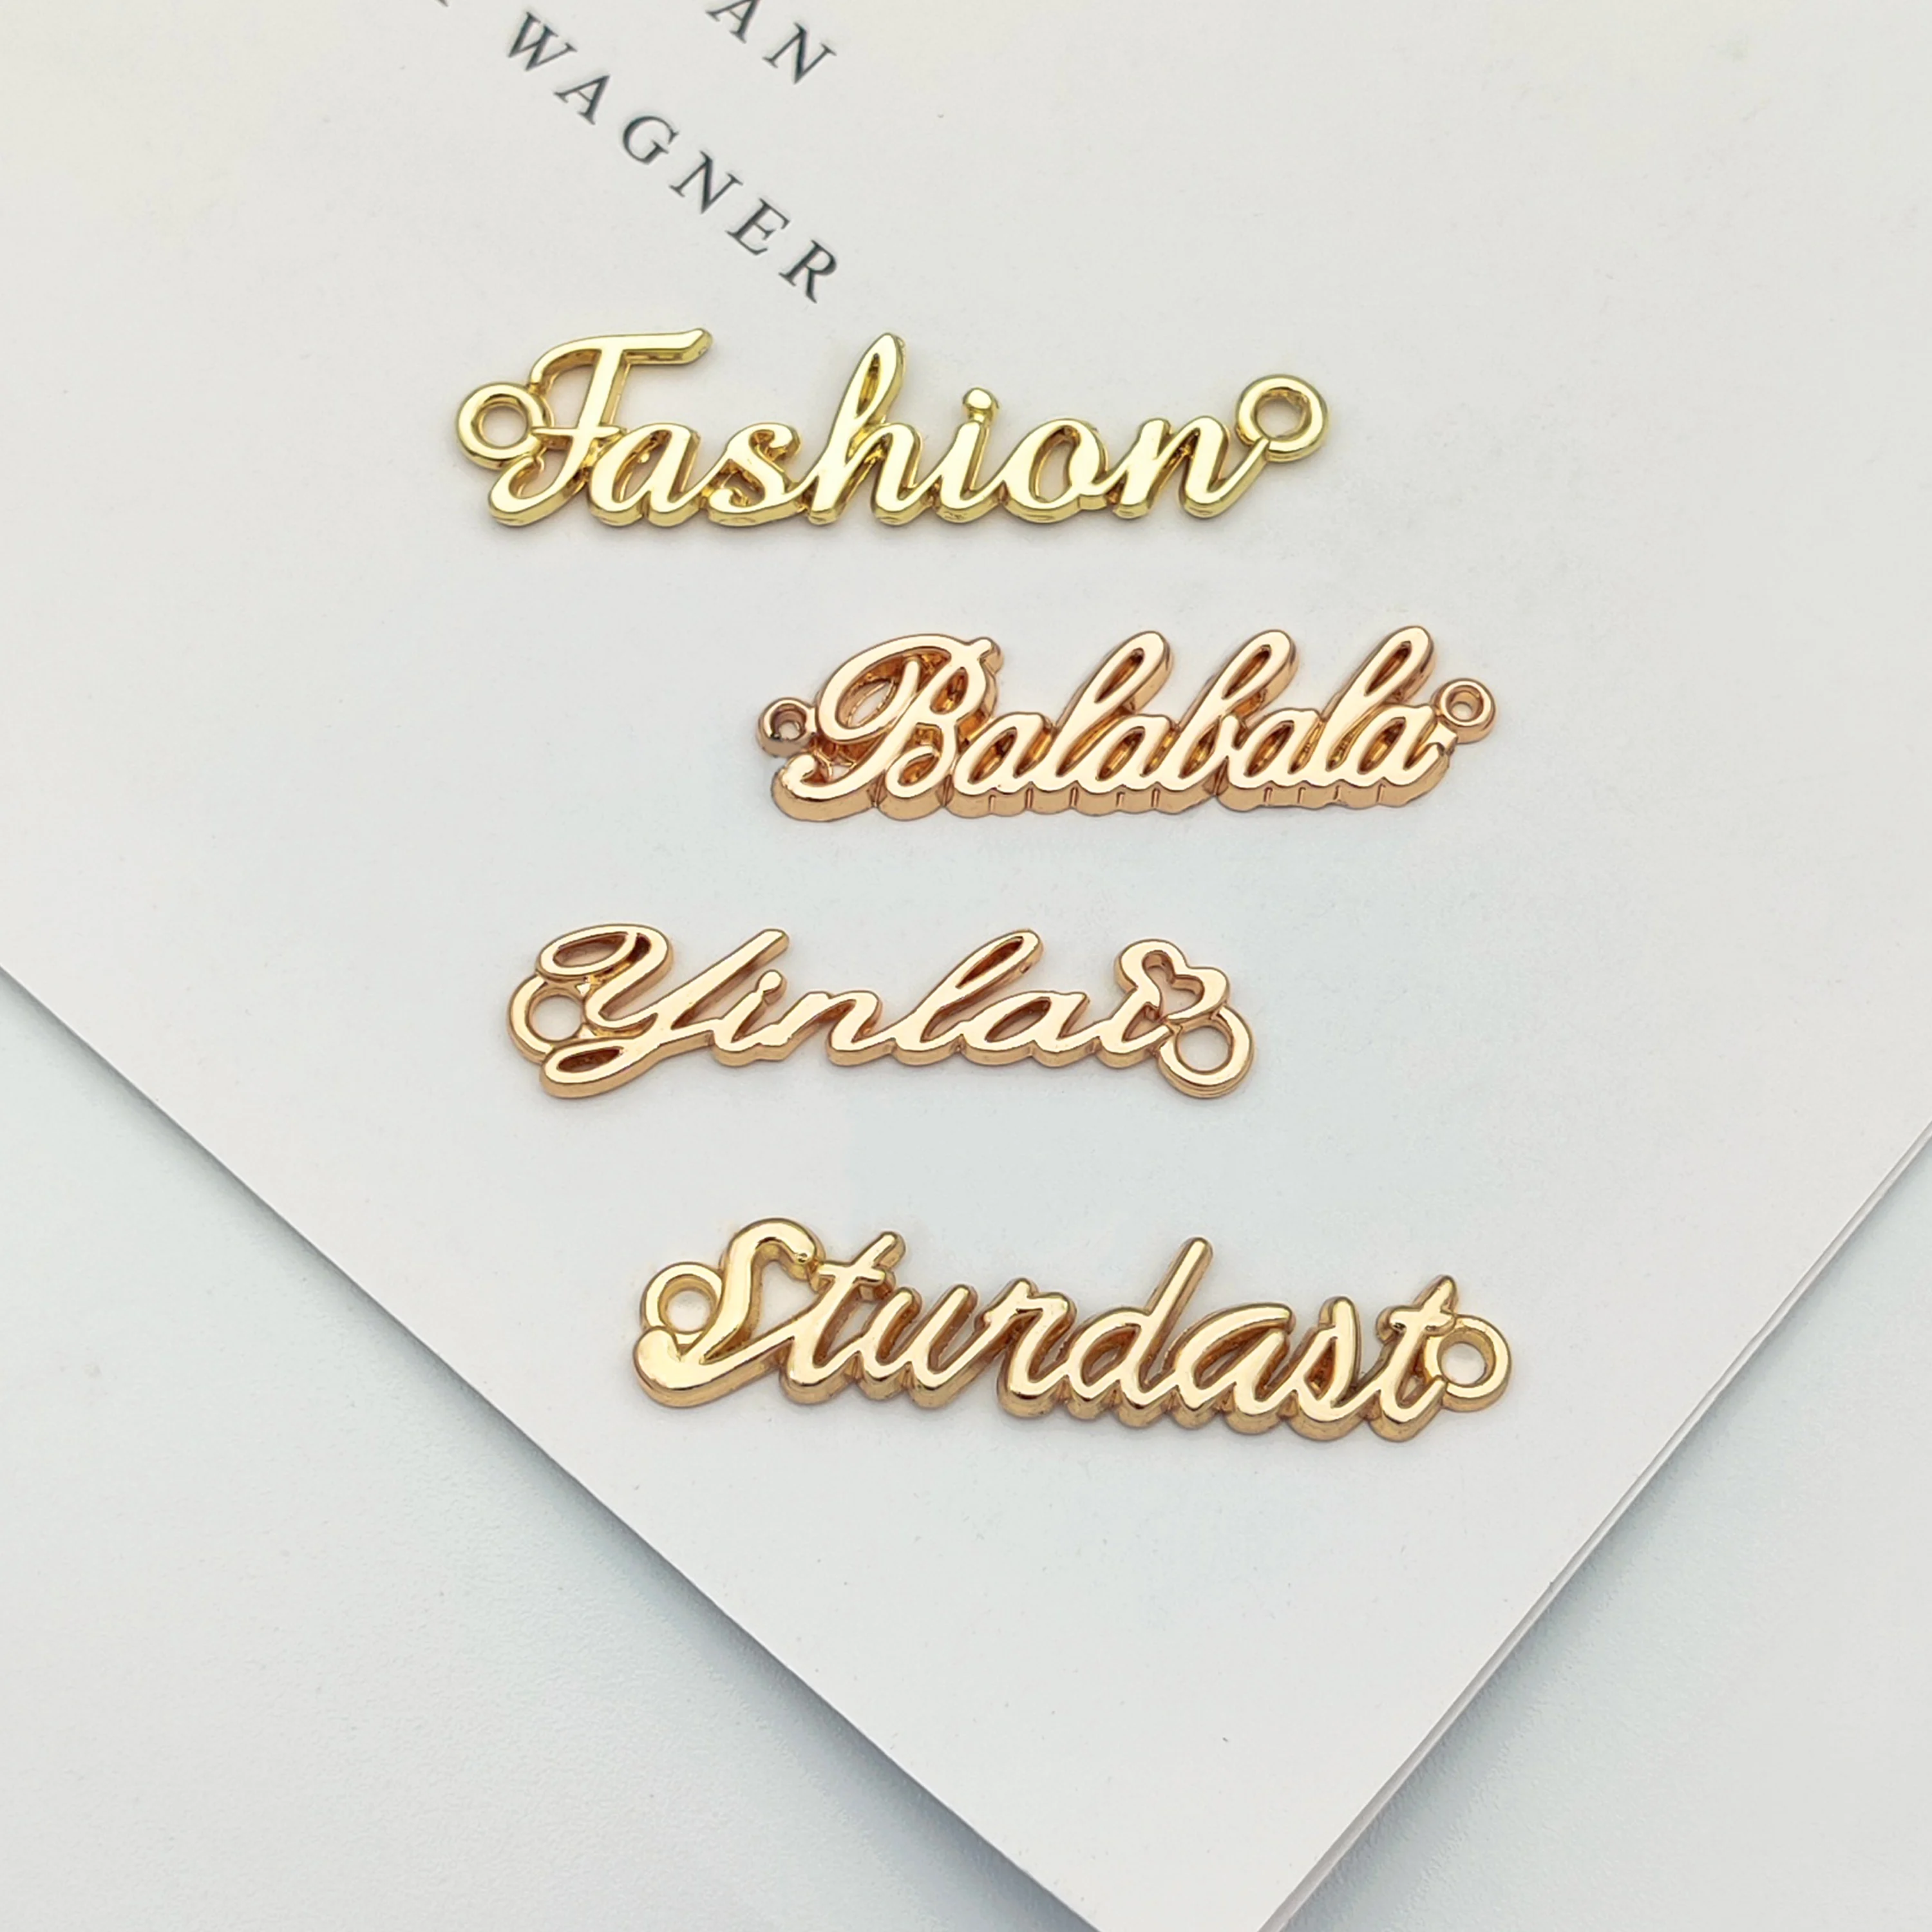 AN
WAGNER
Fashion
Balabala
Yinlai
Sturdast